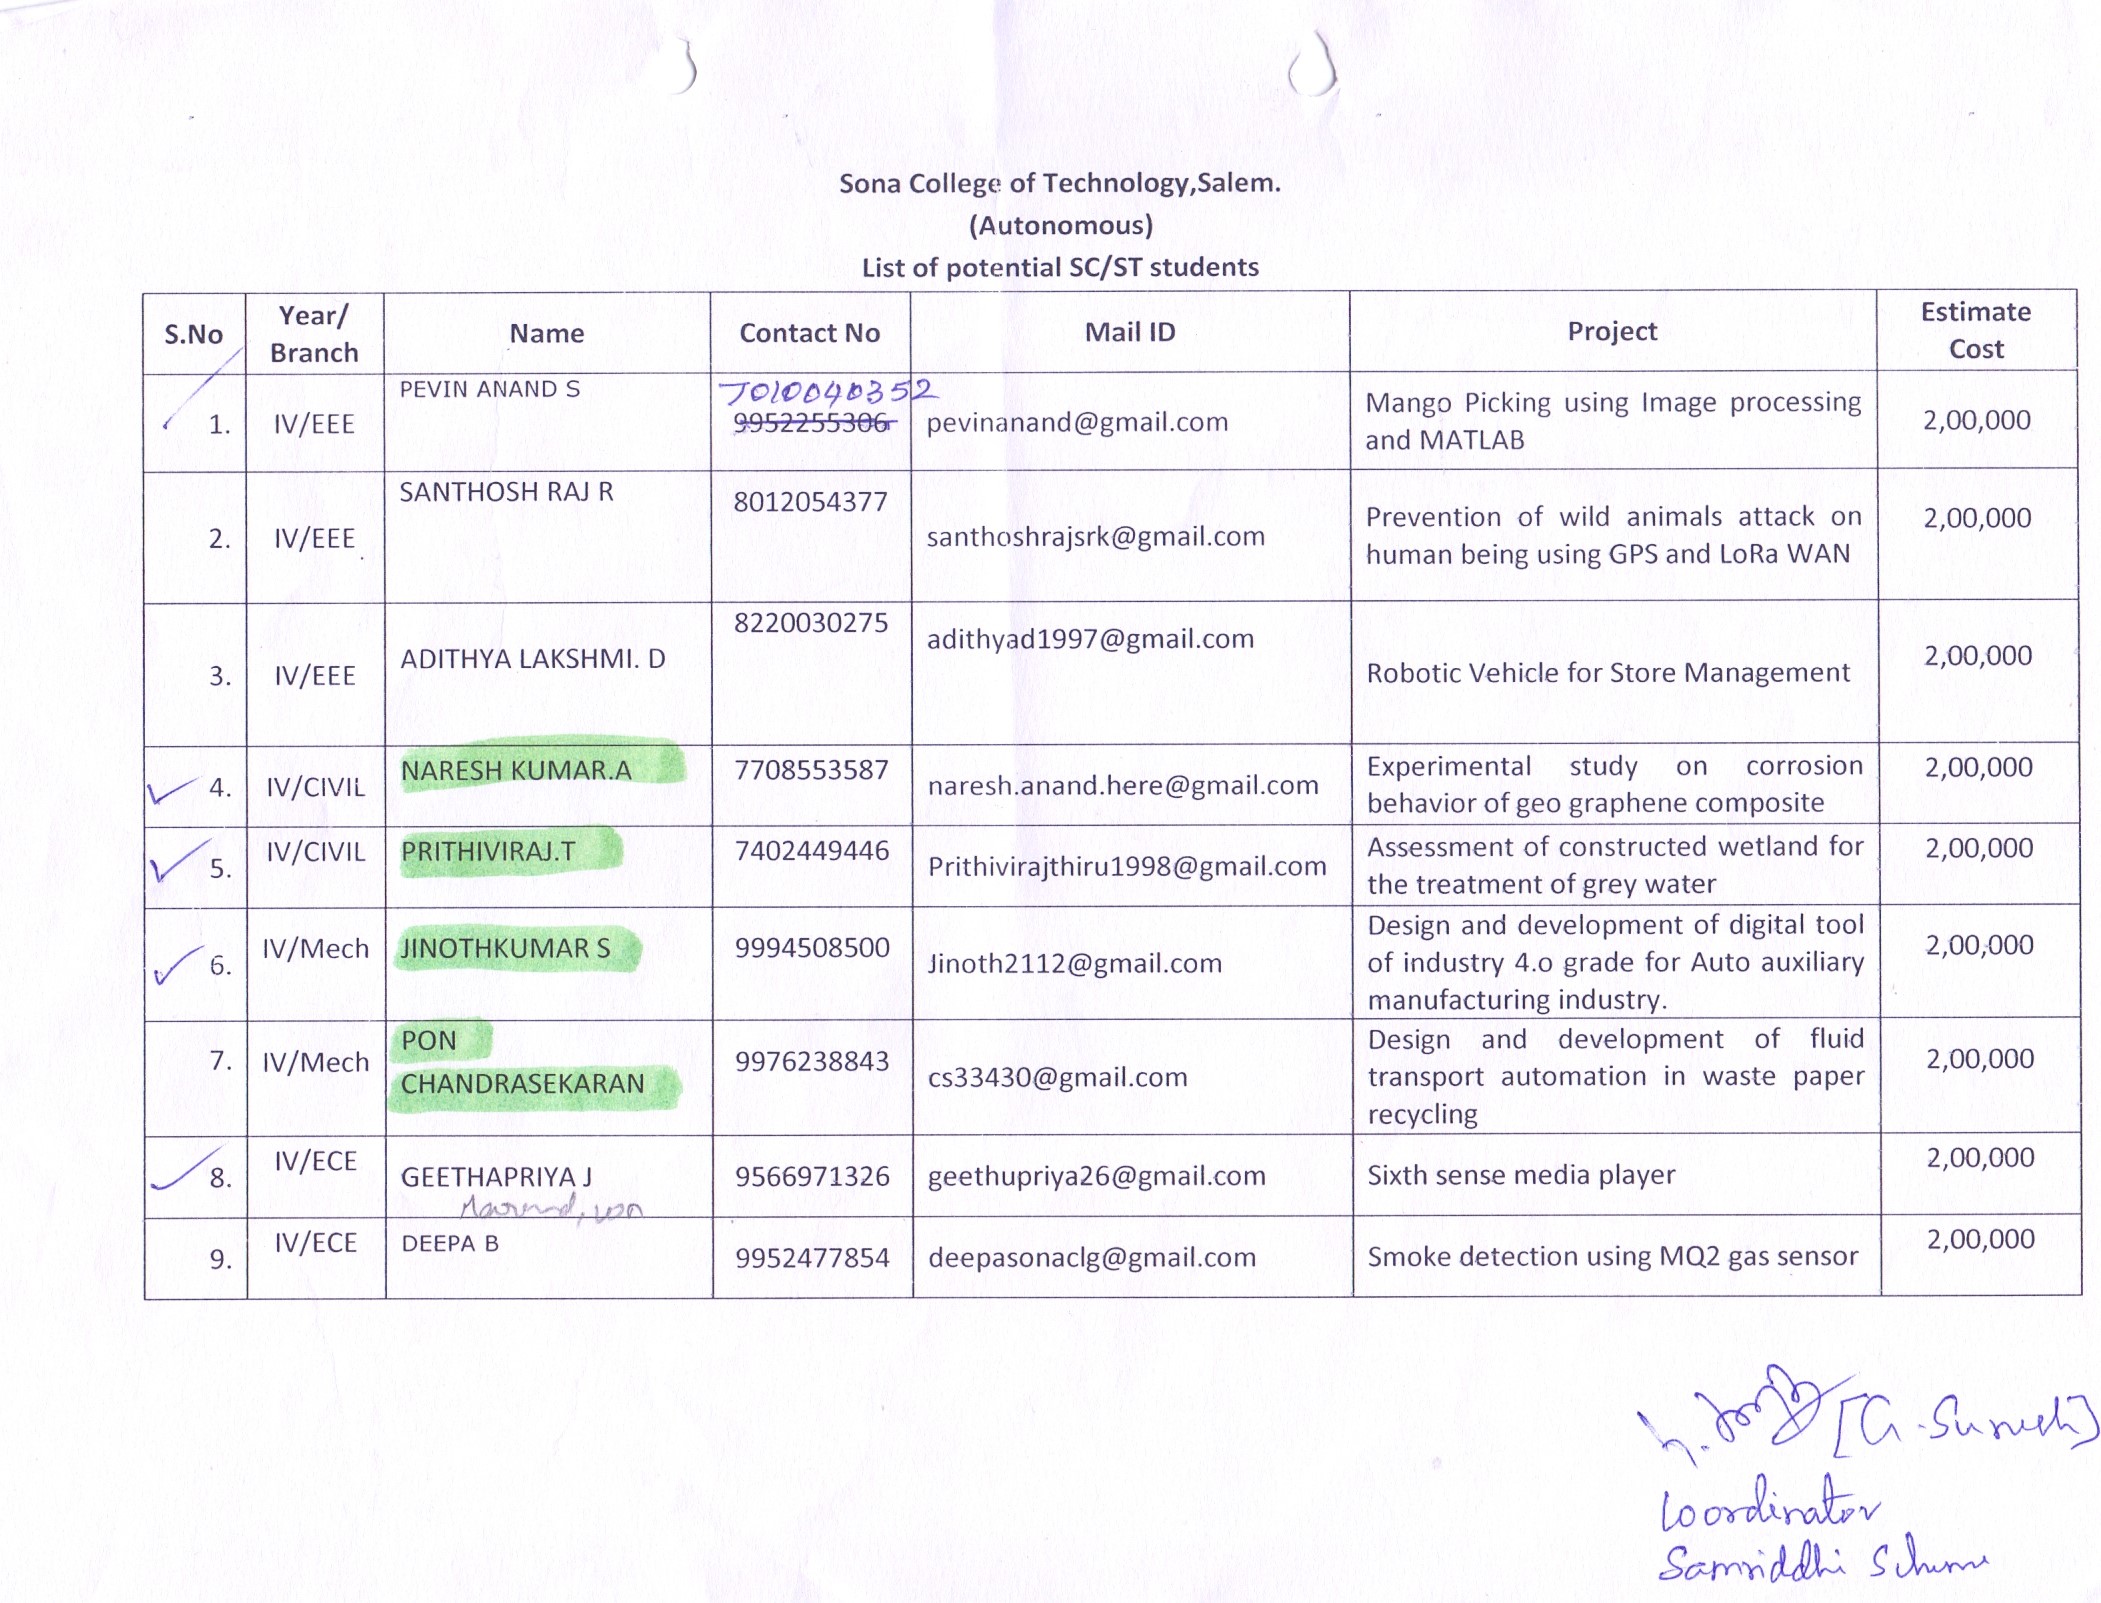 Sona College of Technology,Salem.
(Autonomous)
List of potential SC/ST students
S.No Year/ Branch Name Contact No Mail ID Project Estimate Cost
1. IV/EEE PEVIN ANAND S 7010040352 9952255306 pevinanand@gmail.com Mango Picking using Image processing 2,00,000
and MATLAB
2. IV/EEE SANTHOSH RAJ R 8012054377 santhoshrajsrk@gmail.com Prevention of wild animals attack on 2,00,000
human being using GPS and LoRa WAN
3. IV/EEE ADITHYA LAKSHMI. D 8220030275 adithyad1997@gmail.com Robotic Vehicle for Store Management 2,00,000
4. IV/CIVIL NARESH KUMAR.A 7708553587 naresh.anand.here@gmail.com Experimental study on corrosion 2,00,000
behavior of geo graphene composite
5. IV/CIVIL PRITHIVIRAJ.T 7402449446 Prithivirajthiru1998@gmail.com Assessment of constructed wetland for 2,00,000
the treatment of grey water
6. IV/Mech JINOTHKUMAR S 9994508500 Jinoth2112@gmail.com Design and development of digital tool 2,00,000
of industry 4.o grade for Auto auxiliary
manufacturing industry.
7. IV/Mech PON CHANDRASEKARAN 9976238843 cs33430@gmail.com Design and development of fluid 2,00,000
transport automation in waste paper
recycling
8. IV/ECE GEETHAPRIYA J 9566971326 geethupriya26@gmail.com Sixth sense media player 2,00,000
9. IV/ECE DEEPA B 9952477854 deepasonaclg@gmail.com Smoke detection using MQ2 gas sensor 2,00,000
[G. Suresh]
Coordinator
Samriddhi Scheme